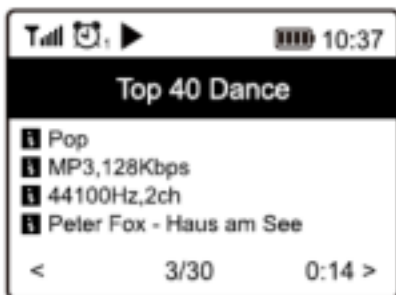 10:37
Top 40 Dance
Pop
MP3,128Kbps
44100Hz,2ch
Peter Fox - Haus am See
< 3/30 0:14 >